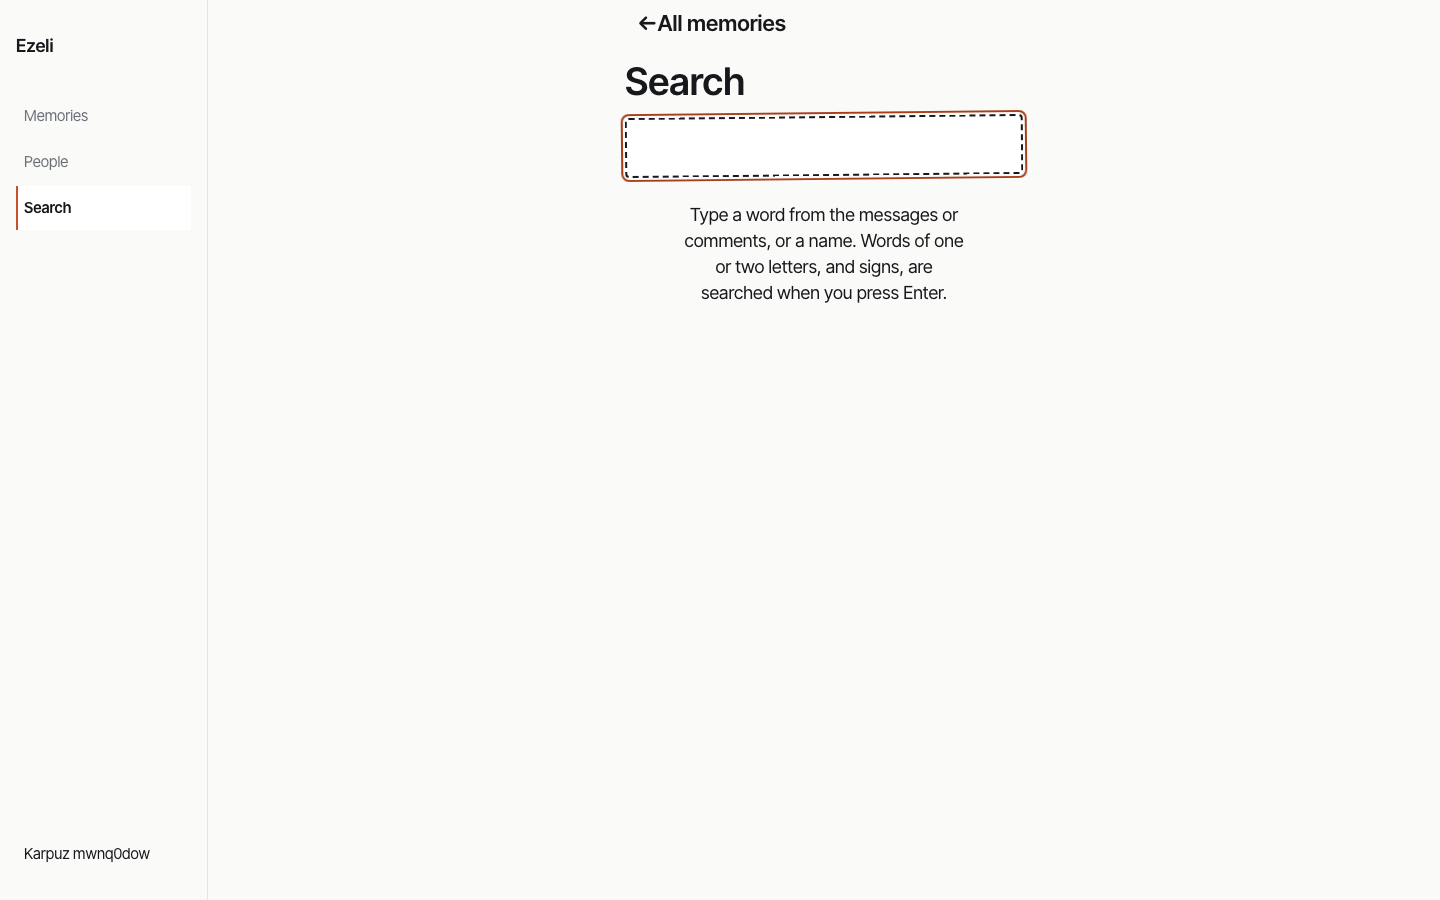 Ezeli
Memories
People
Search
Karpuz mwnq0dow
←All memories
Search
Type a word from the messages or
comments, or a name. Words of one
or two letters, and signs, are
searched when you press Enter.